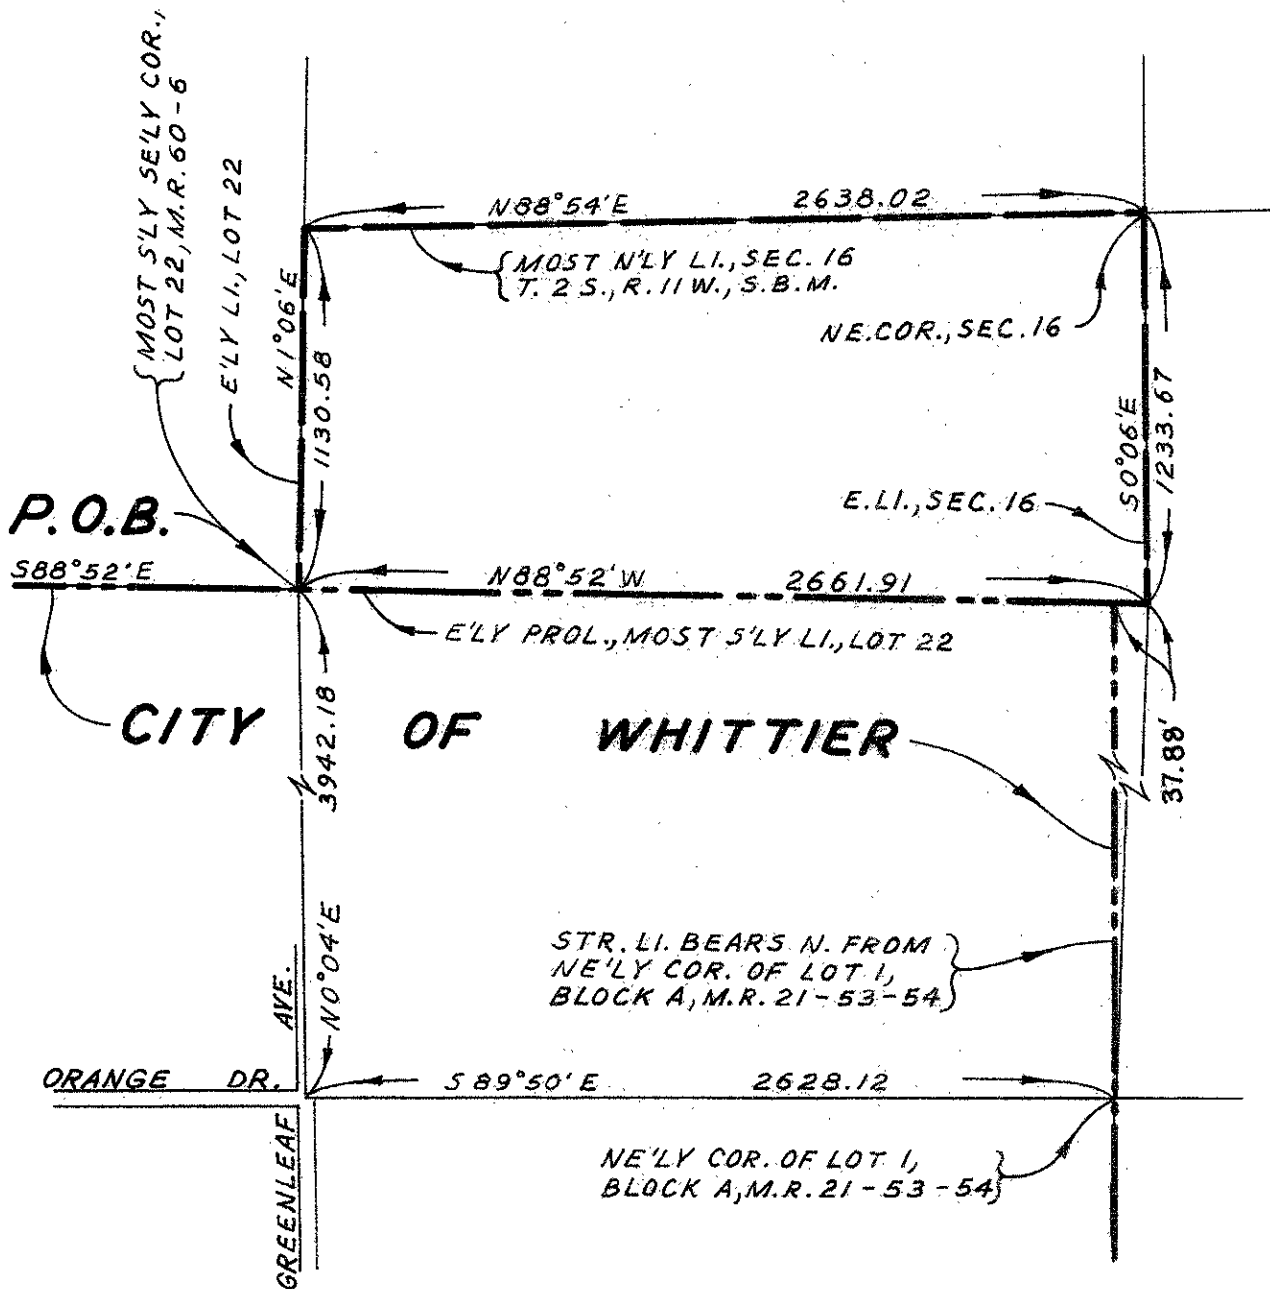 MOST S'LY SE'LY COR.,
LOT 22, M.R. 60-6
E'LY LI., LOT 22
N 1°06'E
1130.58
N88°54'E 2638.02
MOST N'LY LI., SEC. 16
T. 2 S., R. 11 W., S.B.M.
NE. COR., SEC. 16
S 0°06'E
1233.67
E. LI., SEC. 16
P.O.B.
S88°52'E
N88°52'W 2661.91
E'LY PROL., MOST S'LY LI., LOT 22
CITY OF WHITTIER
3942.18
37.88'
N 0°04'E
STR. LI. BEARS N. FROM
NE'LY COR. OF LOT 1,
BLOCK A, M.R. 21-53-54
ORANGE DR.
AVE.
GREENLEAF
S 89°50'E 2628.12
NE'LY COR. OF LOT 1,
BLOCK A, M.R. 21-53-54